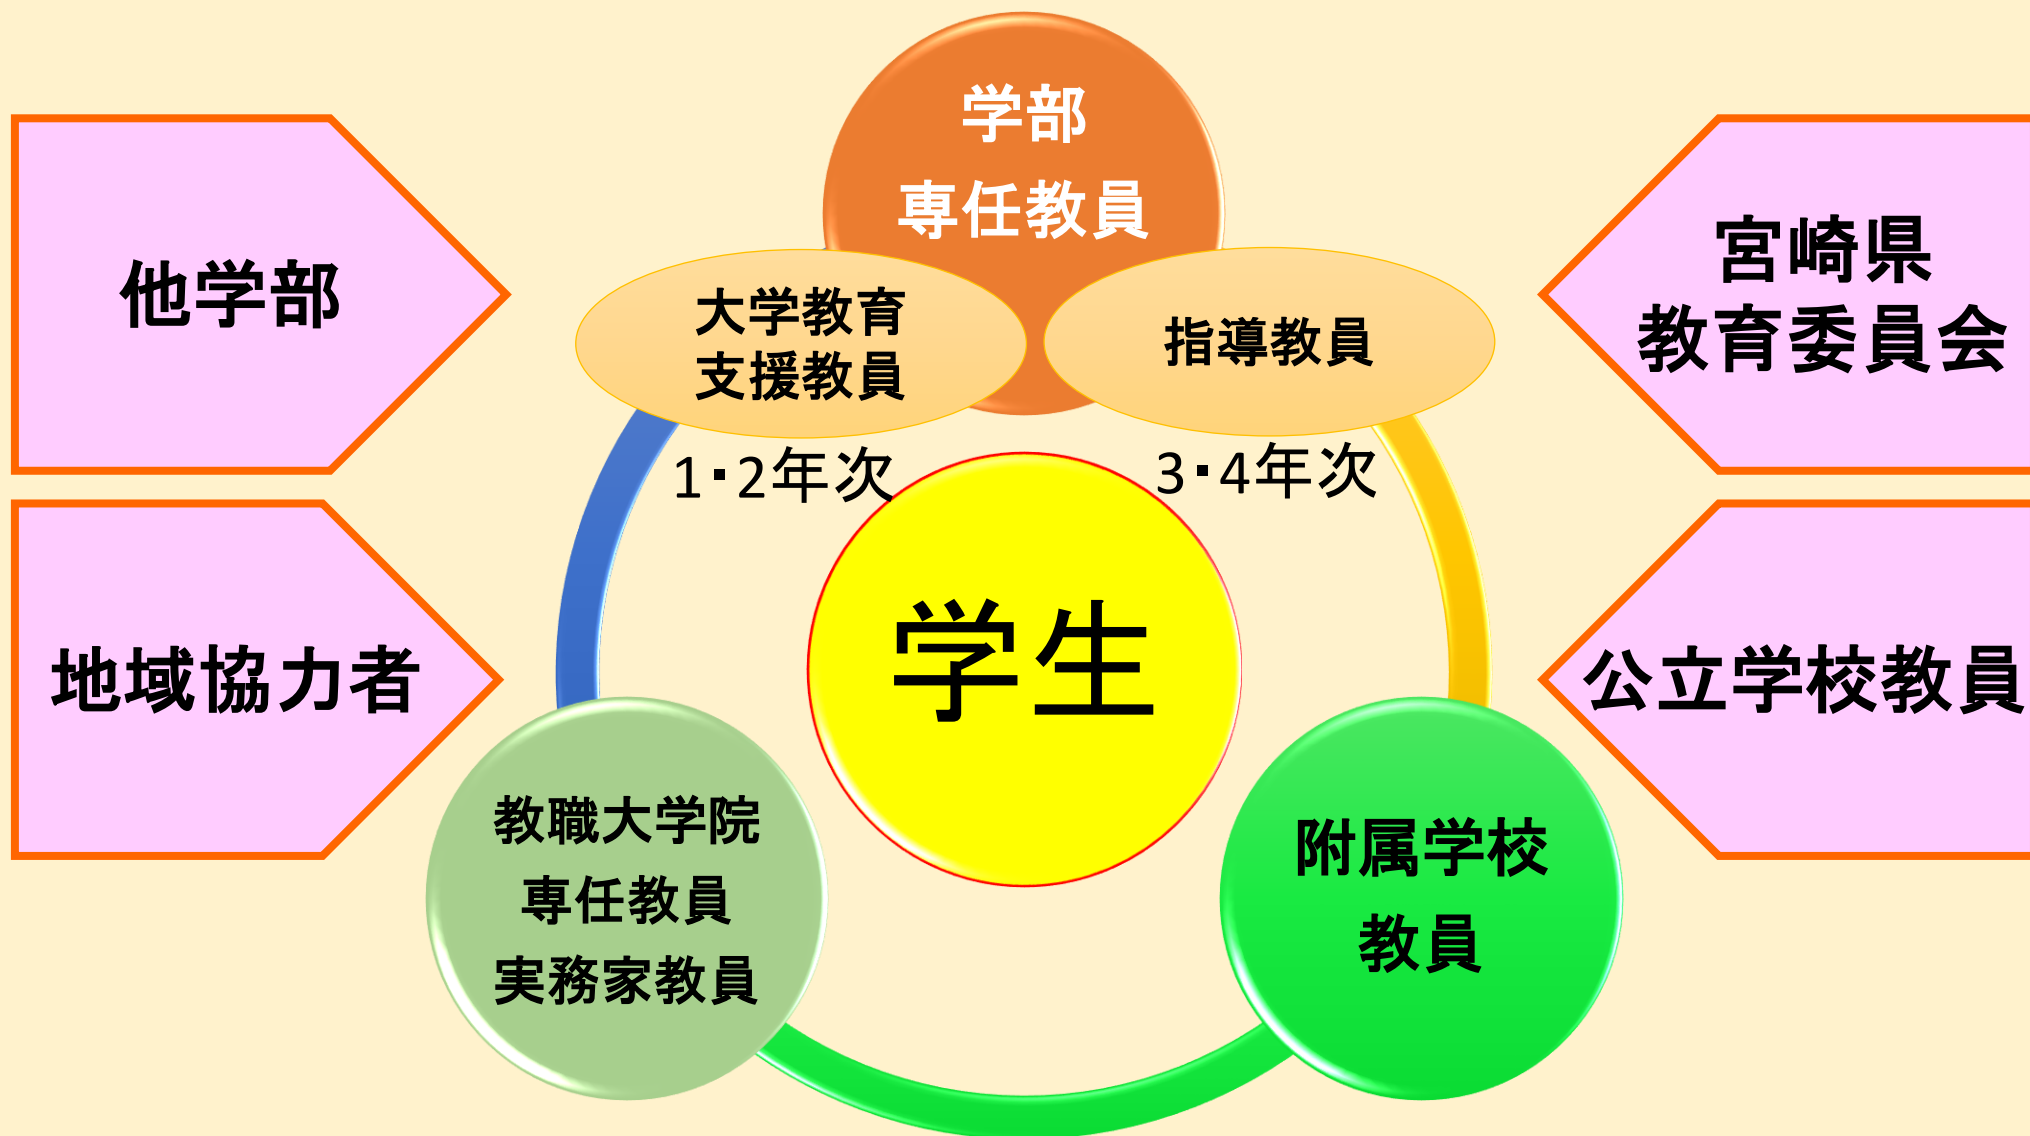 学部
専任教員
他学部
大学教育
支援教員
指導教員
宮崎県
教育委員会
1・2年次
3・4年次
学生
地域協力者
公立学校教員
教職大学院
専任教員
実務家教員
附属学校
教員